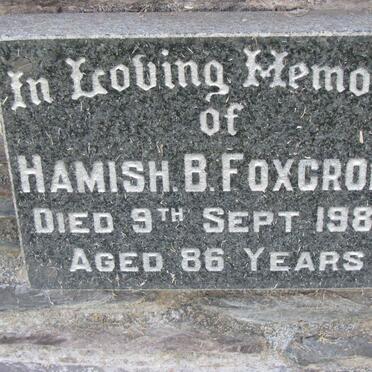 In Loving Memo
of
HAMISH. B. FOXCRO
DIED 9TH SEPT 198
AGED 86 YEARS